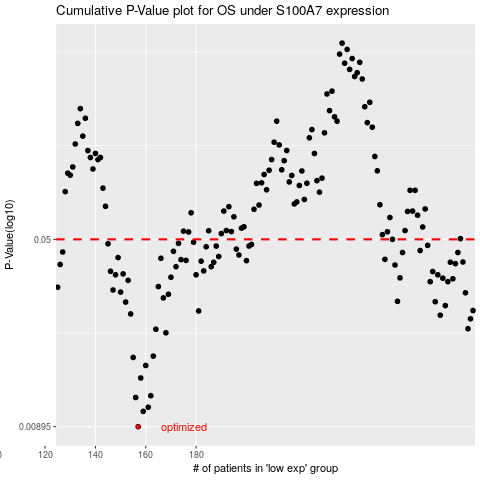 Cumulative P-Value plot for OS under S100A7 expression
P-Value(log10)
0.05
0.00895
optimized
0 120 140 160 180
# of patients in 'low exp' group